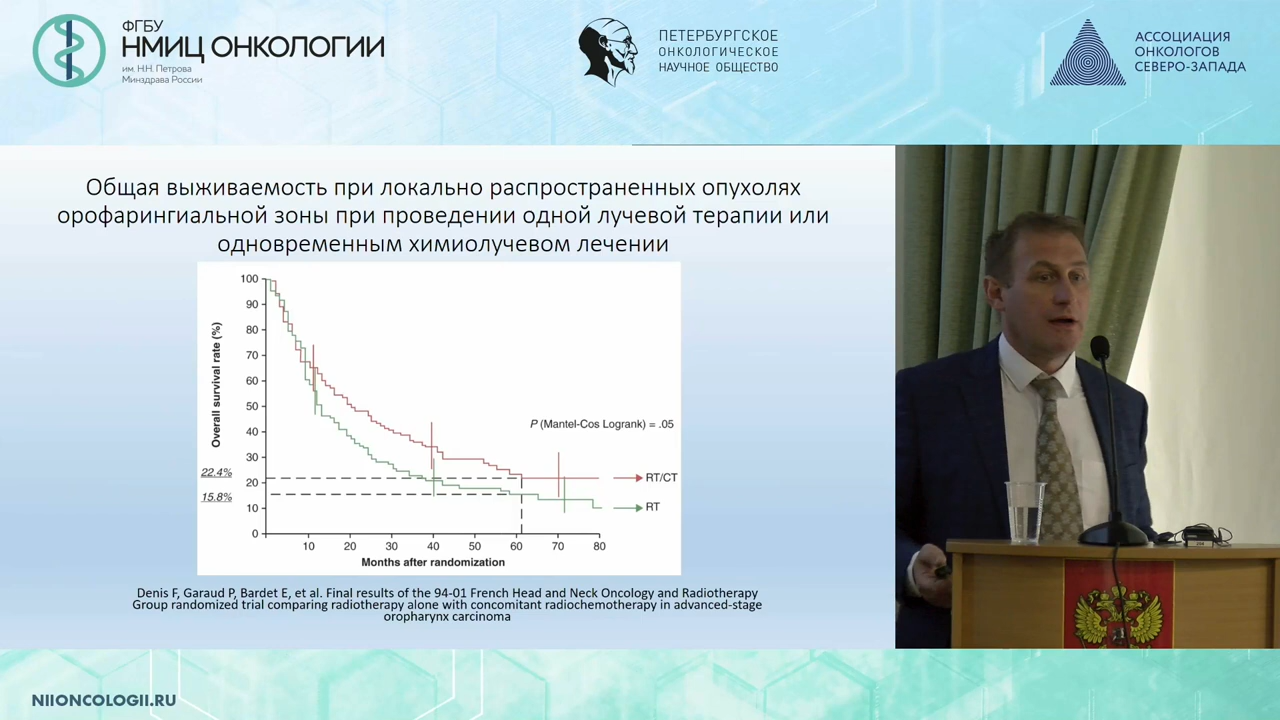 ФГБУ
НМИЦ ОНКОЛОГИИ
им. Н.Н. Петрова
Минздрава России
ПЕТЕРБУРГСКОЕ
ОНКОЛОГИЧЕСКОЕ
НАУЧНОЕ ОБЩЕСТВО
АССОЦИАЦИЯ
ОНКОЛОГОВ
СЕВЕРО-ЗАПАДА
Общая выживаемость при локально распространенных опухолях
орофарингиальной зоны при проведении одной лучевой терапии или
одновременным химиолучевом лечении
Overall survival rate (%)
100
90
80
70
60
50
40
30
22.4%
20
15.8%
10
0
P (Mantel-Cos Logrank) = .05
RT/CT
RT
10 20 30 40 50 60 70 80
Months after randomization
Denis F, Garaud P, Bardet E, et al. Final results of the 94-01 French Head and Neck Oncology and Radiotherapy
Group randomized trial comparing radiotherapy alone with concomitant radiochemotherapy in advanced-stage
oropharynx carcinoma
NIIONCOLOGII.RU